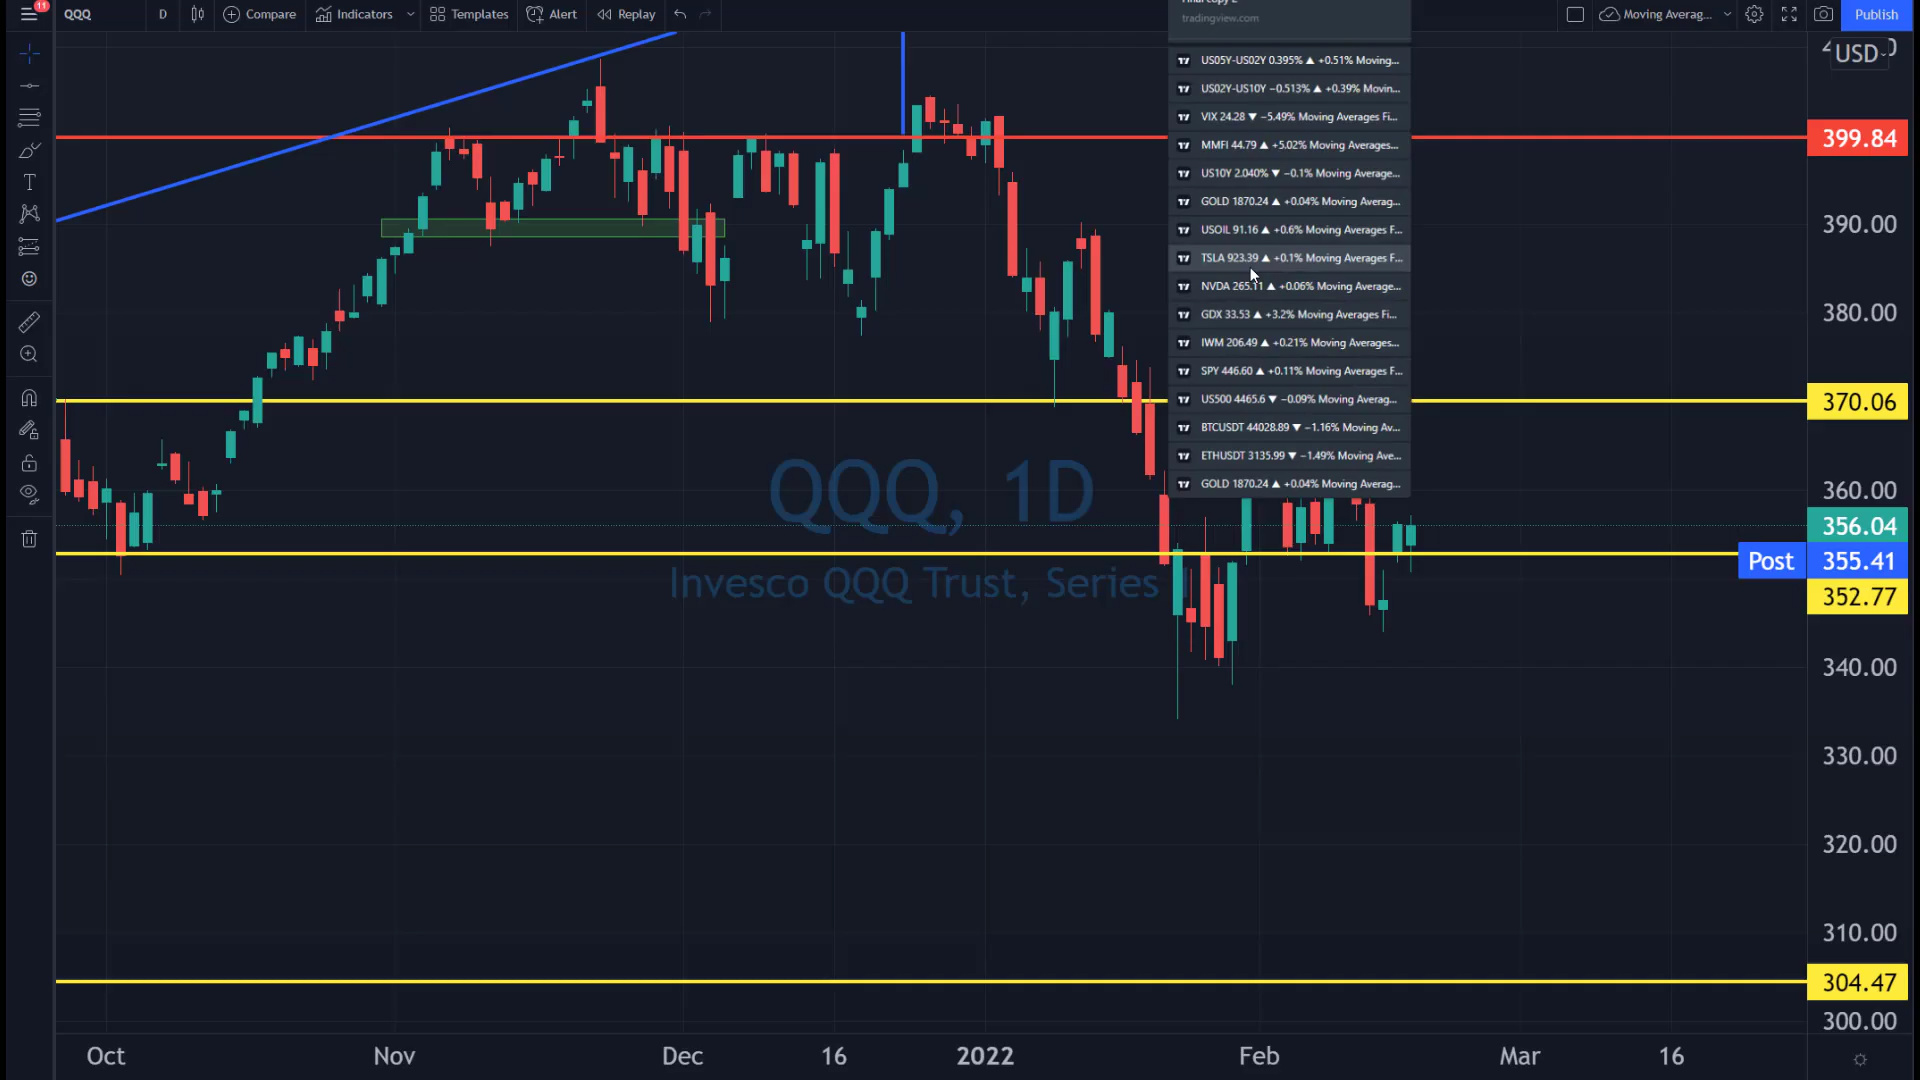 11
QQQ
D
Compare
Indicators
Templates
Alert
Replay
Moving Averag...
Publish
tradingview.com
US05Y-US02Y 0.395% ▲ +0.51% Moving...
US02Y-US10Y −0.513% ▲ +0.39% Movin...
VIX 24.28 ▼ −5.49% Moving Averages Fi...
MMFI 44.79 ▲ +5.02% Moving Averages...
US10Y 2.040% ▼ −0.1% Moving Average...
GOLD 1870.24 ▲ +0.04% Moving Averag...
USOIL 91.16 ▲ +0.6% Moving Averages F...
TSLA 923.39 ▲ +0.1% Moving Averages F...
NVDA 265.11 ▲ +0.06% Moving Average...
GDX 33.53 ▲ +3.2% Moving Averages Fi...
IWM 206.49 ▲ +0.21% Moving Averages...
SPY 446.60 ▲ +0.11% Moving Averages F...
US500 4465.6 ▼ −0.09% Moving Averag...
BTCUSDT 44028.89 ▼ −1.16% Moving Av...
ETHUSDT 3135.99 ▼ −1.49% Moving Ave...
GOLD 1870.24 ▲ +0.04% Moving Averag...
QQQ, 1D
Invesco QQQ Trust, Series
USD
399.84
390.00
380.00
370.06
360.00
356.04
Post 355.41
352.77
340.00
330.00
320.00
310.00
304.47
300.00
Oct
Nov
Dec
16
2022
Feb
Mar
16